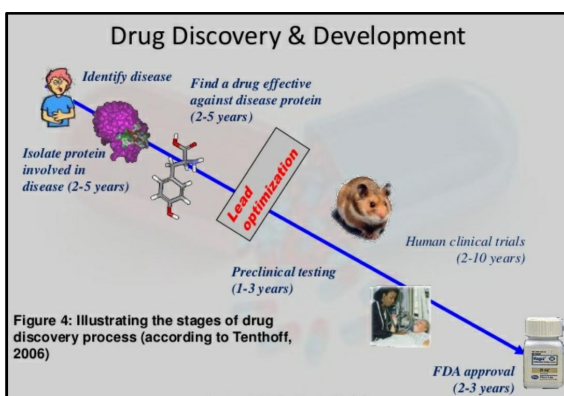 Drug Discovery & Development
Identify disease
Find a drug effective
against disease protein
(2-5 years)
Isolate protein
involved in
disease (2-5 years)
Lead
optimization
Human clinical trials
(2-10 years)
Preclinical testing
(1-3 years)
Figure 4: Illustrating the stages of drug
discovery process (according to Tenthoff,
2006)
FDA approval
(2-3 years)